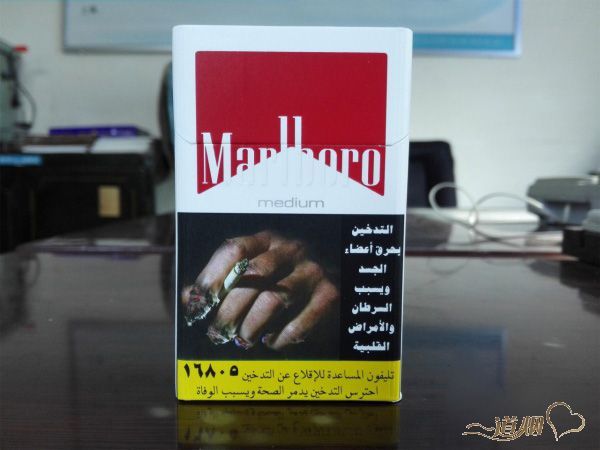 Marlboro
medium
التدخين
يحرق أعضاء
الجسد
ويسبب
السرطان
والأمراض
القلبية
تليفون المساعدة للإقلاع عن التدخين ١٦٨٠٥
احترس التدخين يدمر الصحة ويسبب الوفاة